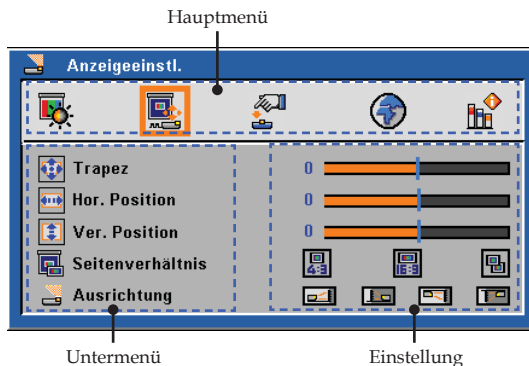 Hauptmenü
Anzeigeeinstl.
Trapez 0
Hor. Position 0
Ver. Position 0
Seitenverhältnis 4:3 16:9
Ausrichtung
Untermenü Einstellung